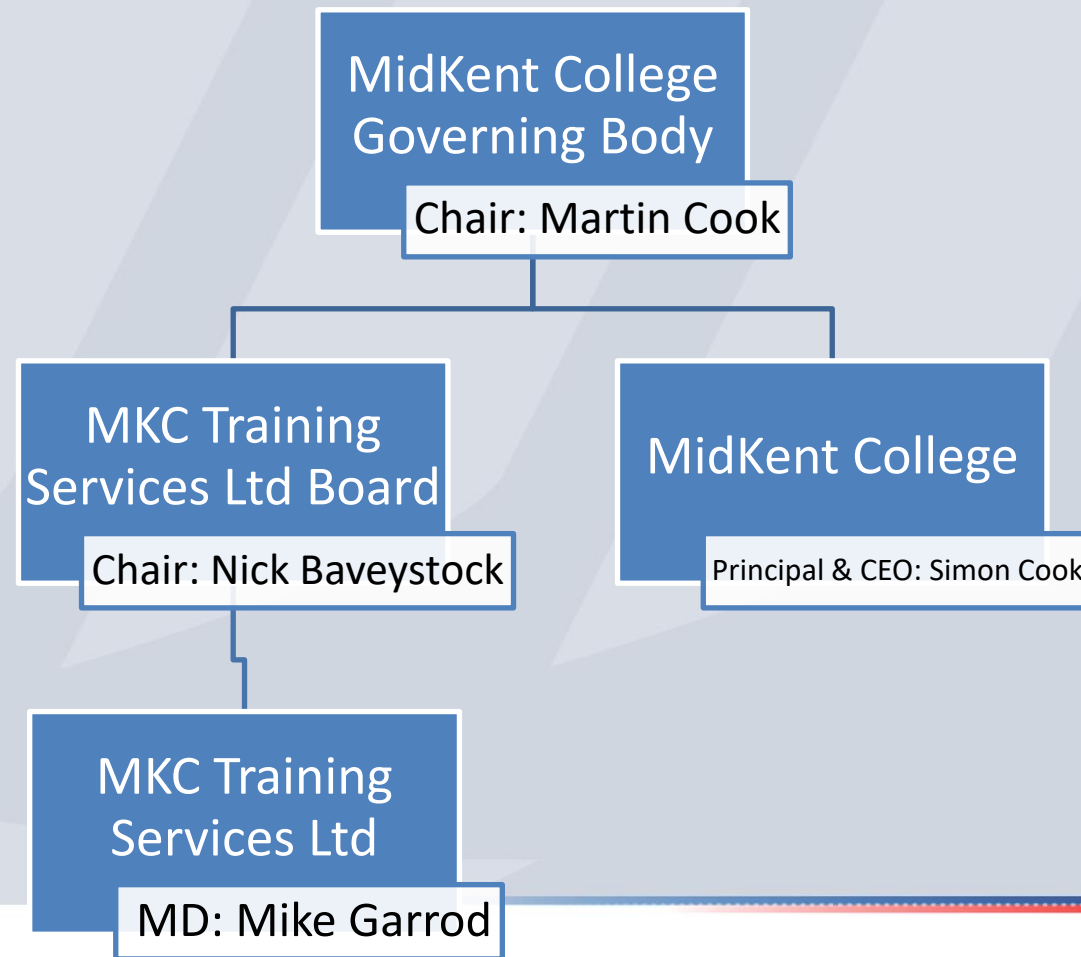 MidKent College
Governing Body
Chair: Martin Cook
MKC Training
Services Ltd Board
Chair: Nick Baveystock
MidKent College
Principal & CEO: Simon Cook
MKC Training
Services Ltd
MD: Mike Garrod